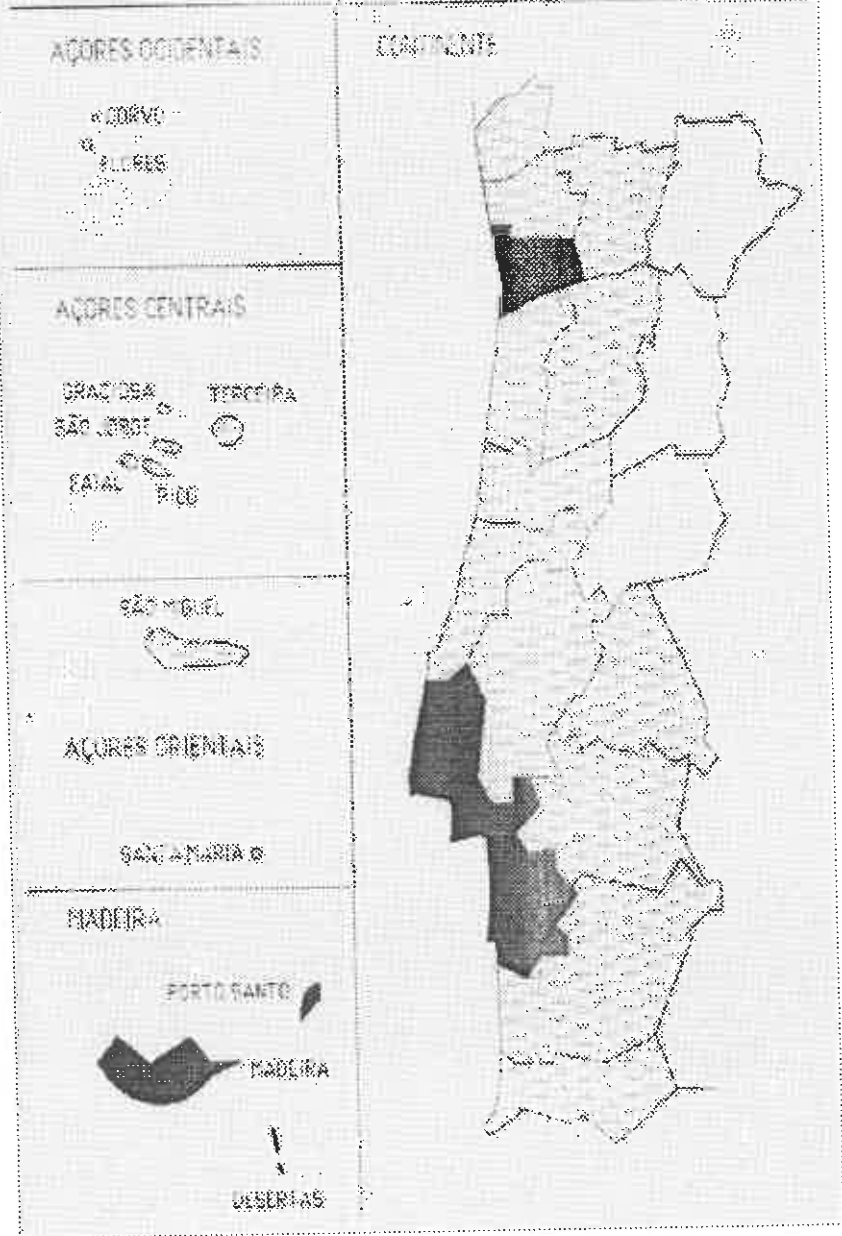 AÇORES OCIDENTAIS
CORVO
FLORES
AÇORES CENTRAIS
GRACIOSA
TERCEIRA
SÃO JORGE
FAIAL
PICO
SÃO MIGUEL
AÇORES ORIENTAIS
SANTA MARIA
MADEIRA
PORTO SANTO
MADEIRA
DESERTAS
CONTINENTE